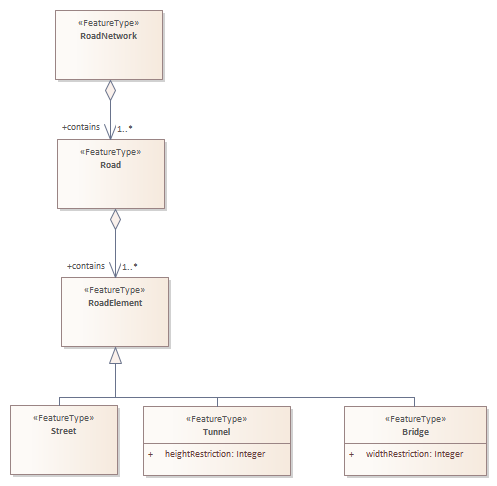 «FeatureType»
RoadNetwork
+contains
1..*
«FeatureType»
Road
+contains
1..*
«FeatureType»
RoadElement
«FeatureType»
Street
«FeatureType»
Tunnel
+ heightRestriction: Integer
«FeatureType»
Bridge
+ widthRestriction: Integer